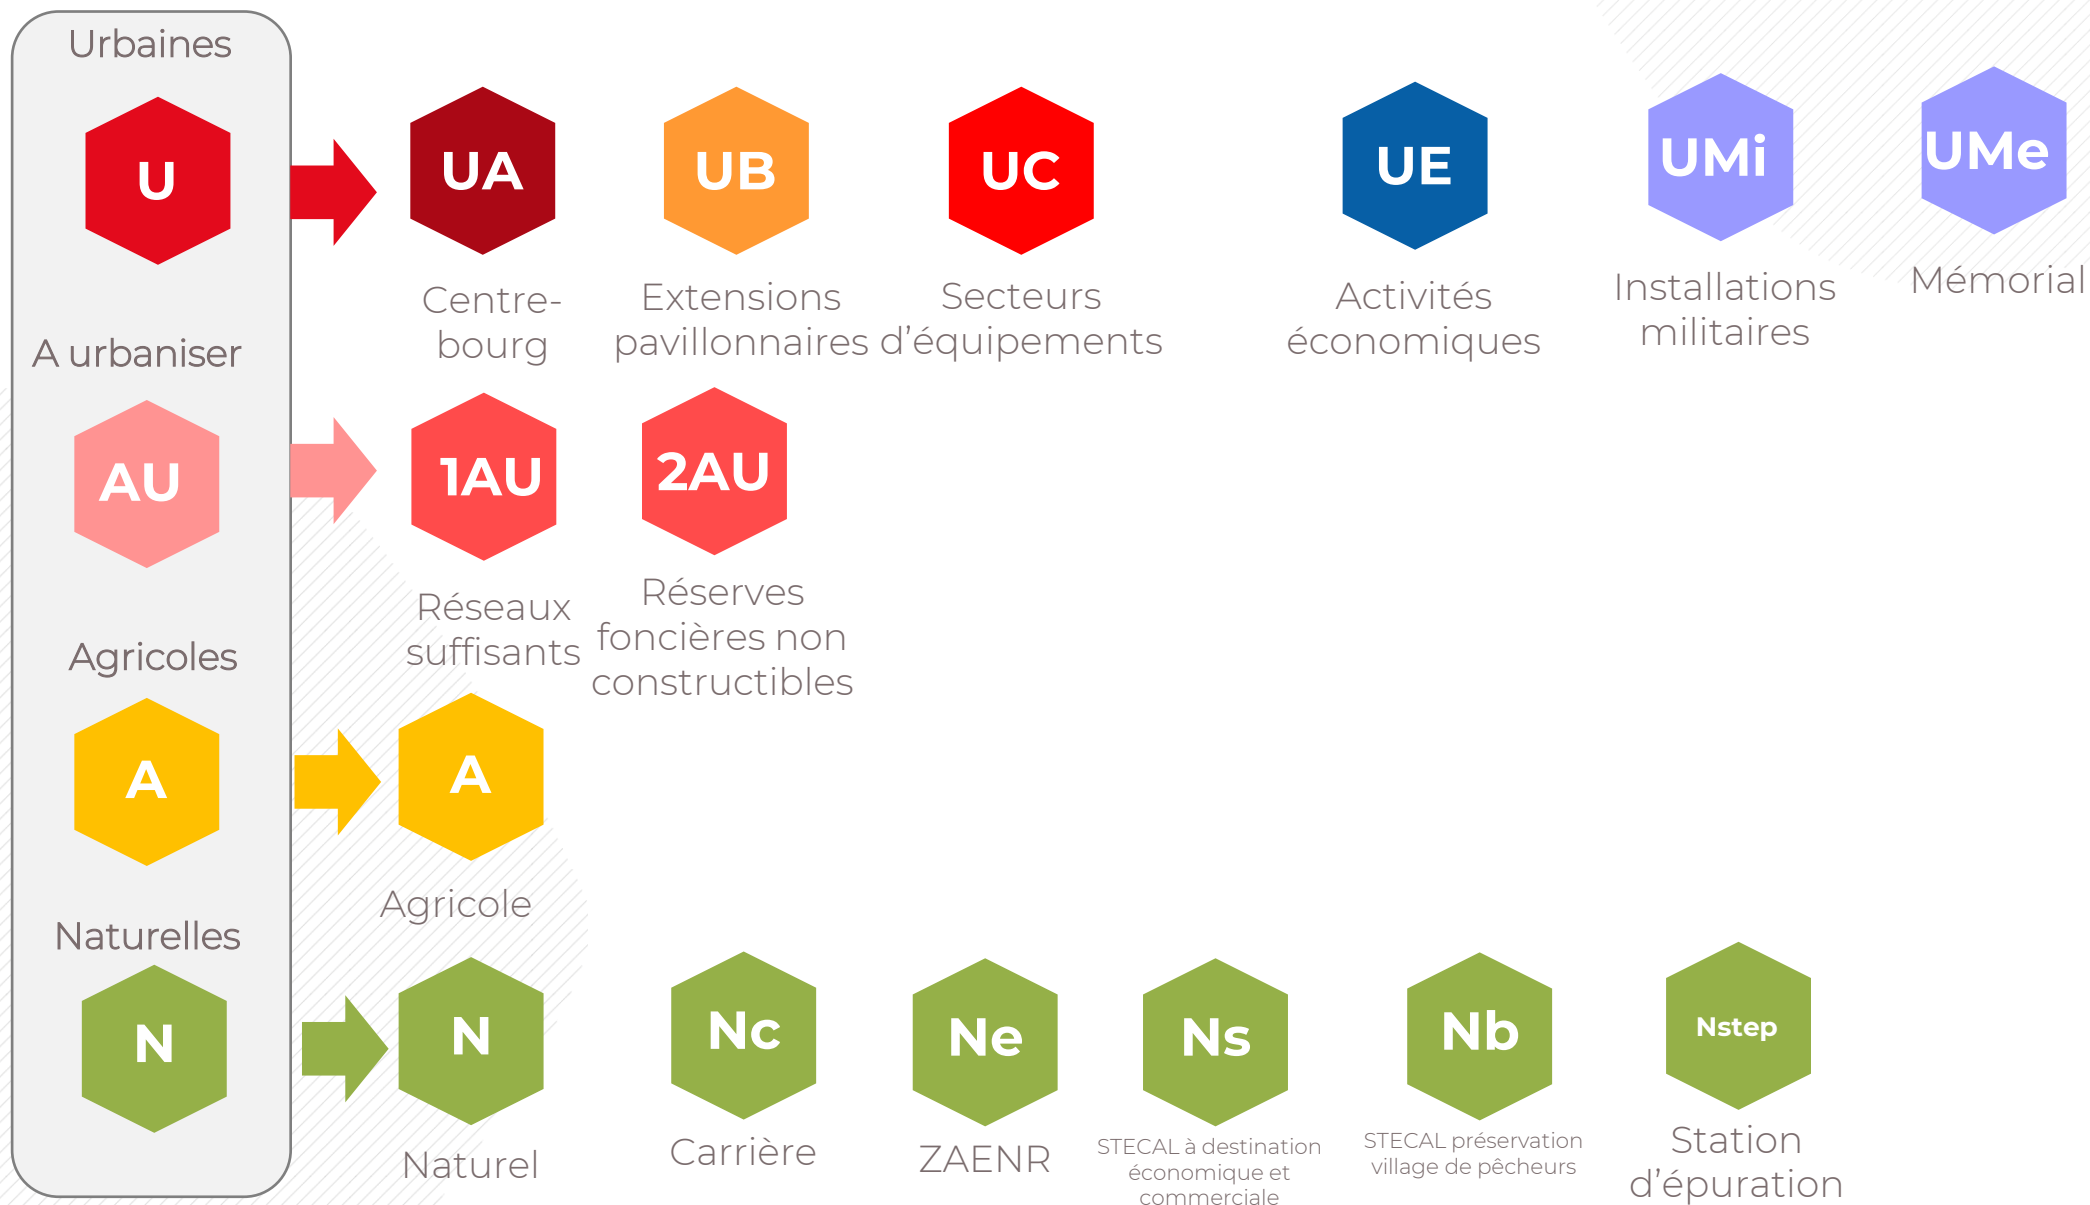 Urbaines
U
UA
Centre-
bourg
UB
Extensions
pavillonnaires
UC
Secteurs
d'équipements
UE
Activités
économiques
UMi
Installations
militaires
UMe
Mémorial
A urbaniser
AU
1AU
Réseaux
suffisants
2AU
Réserves
foncières non
constructibles
Agricoles
A
A
Agricole
Naturelles
N
N
Naturel
Nc
Carrière
Ne
ZAENR
Ns
STECAL à destination
économique et
commerciale
Nb
STECAL préservation
village de pêcheurs
Nstep
Station
d'épuration